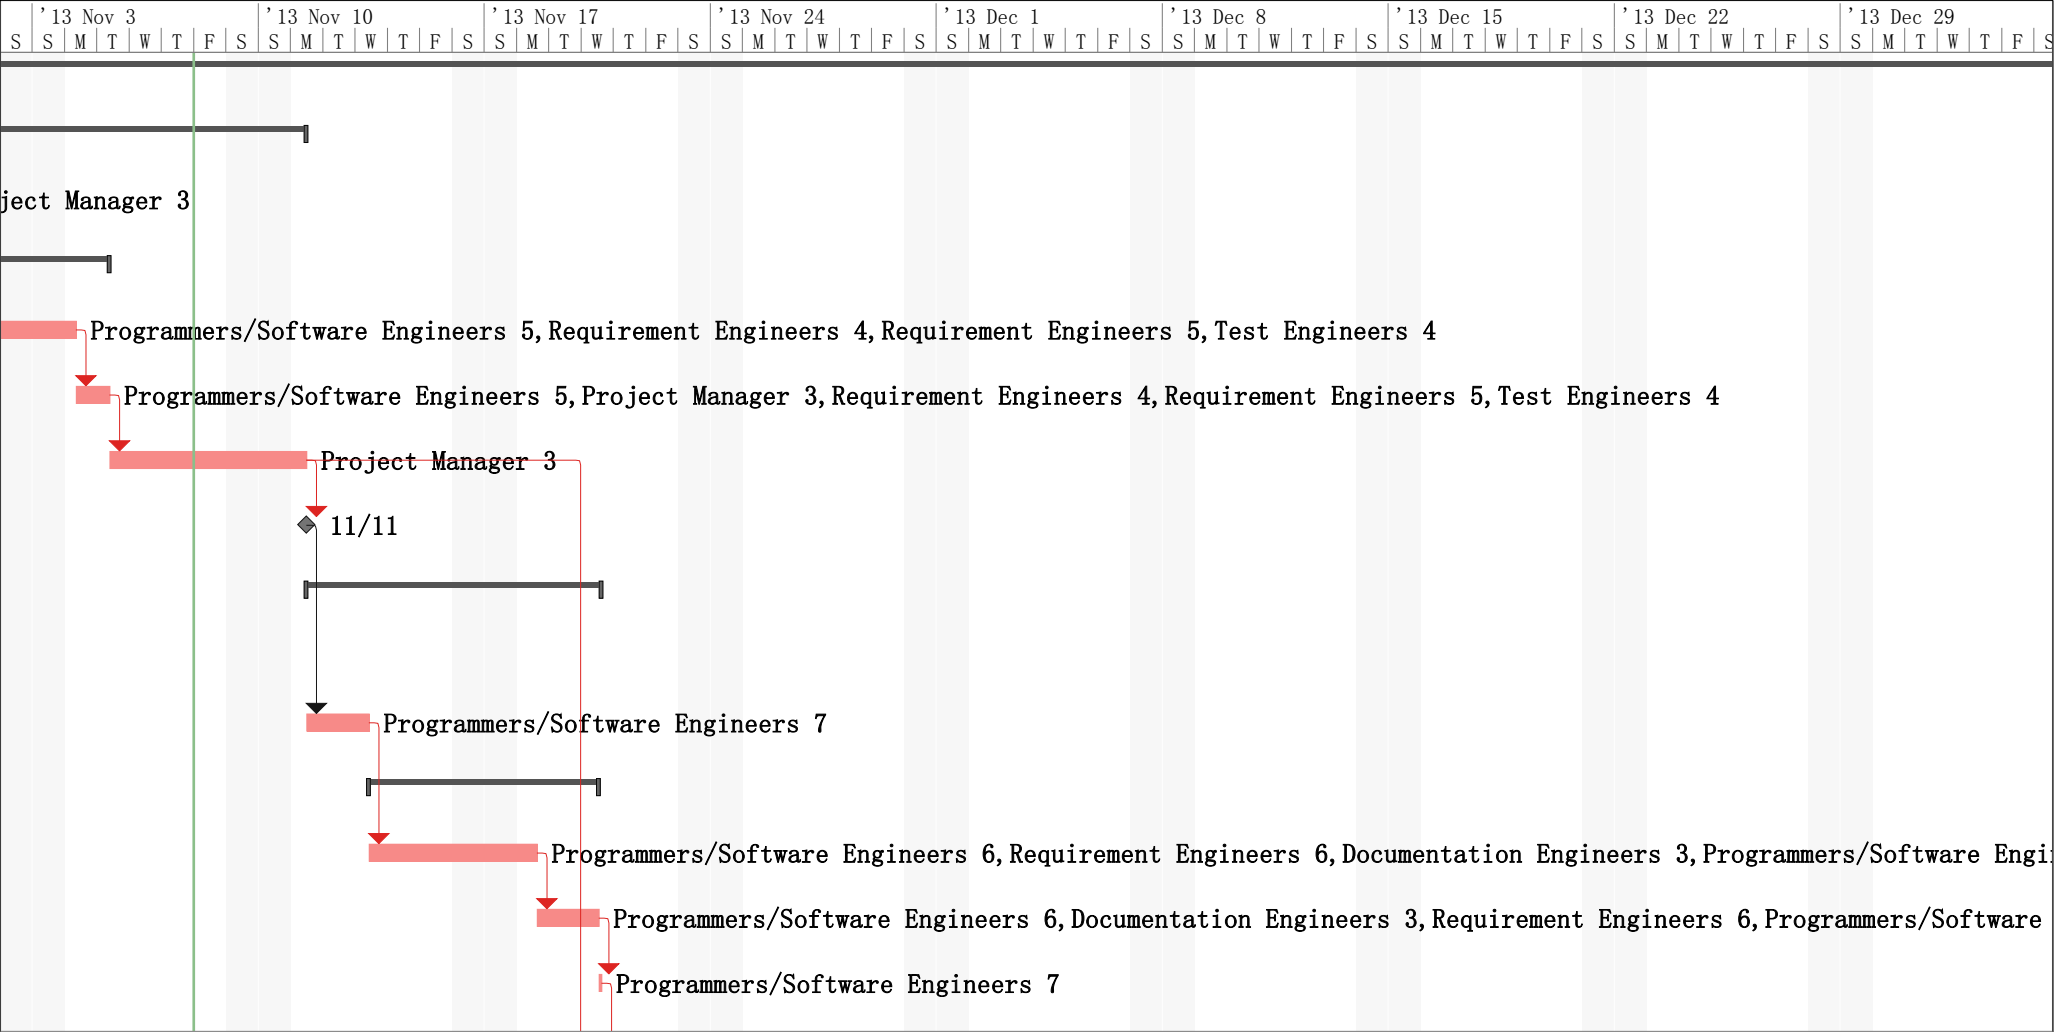 '13 Nov 3 '13 Nov 10 '13 Nov 17 '13 Nov 24 '13 Dec 1 '13 Dec 8 '13 Dec 15 '13 Dec 22 '13 Dec 29
S S M T W T F S S M T W T F S S M T W T F S S M T W T F S S M T W T F S S M T W T F S S M T W T F S S M T W T F S S M T W T F S
ject Manager 3
Programmers/Software Engineers 5,Requirement Engineers 4,Requirement Engineers 5,Test Engineers 4
Programmers/Software Engineers 5,Project Manager 3,Requirement Engineers 4,Requirement Engineers 5,Test Engineers 4
Project Manager 3
11/11
Programmers/Software Engineers 7
Programmers/Software Engineers 6,Requirement Engineers 6,Documentation Engineers 3,Programmers/Software Engi
Programmers/Software Engineers 6,Documentation Engineers 3,Requirement Engineers 6,Programmers/Software
Programmers/Software Engineers 7